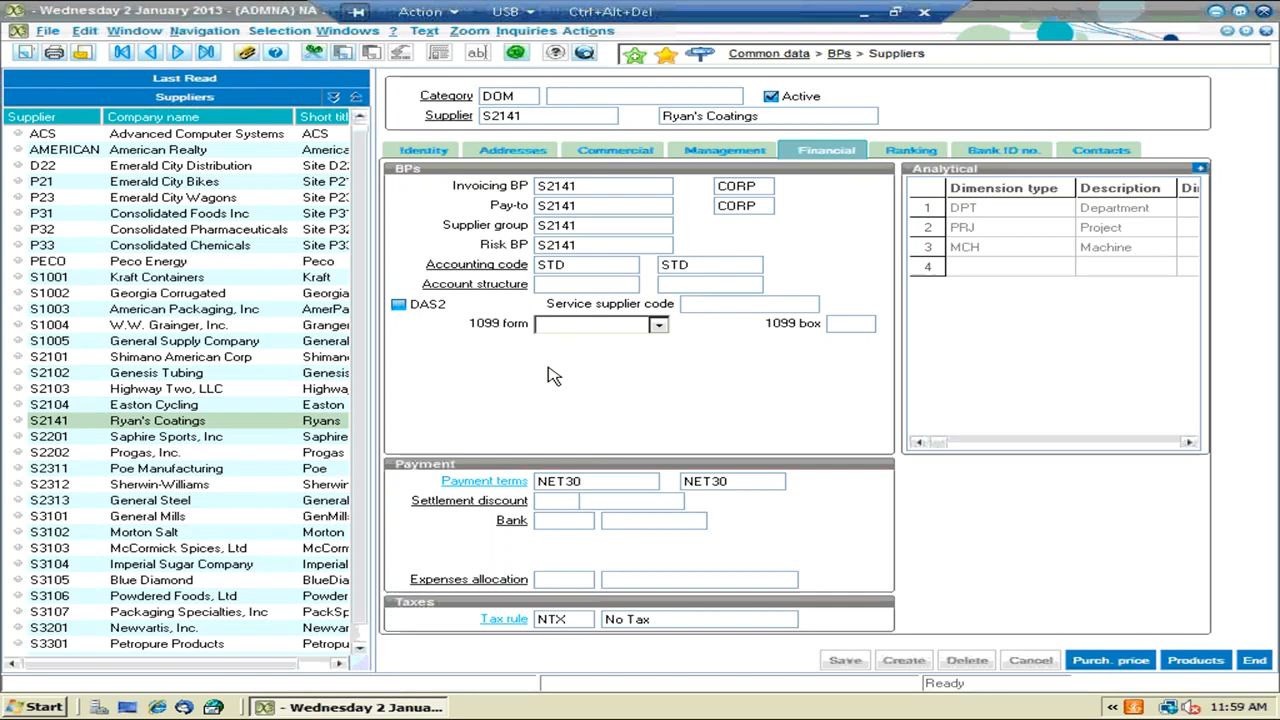 - Wednesday 2 January 2013 - (ADMNA) NA
Action
USB
Ctrl+Alt+Del
File Edit Window Navigation Selection Windows ? Text Zoom Inquiries Actions
Common data > BPs > Suppliers
Last Read
Suppliers
Supplier Company name Short titl
ACS Advanced Computer Systems ACS
AMERICAN American Realty American
D22 Emerald City Distribution Site D22
P21 Emerald City Bikes Site P21
P23 Emerald City Wagons Site P23
P31 Consolidated Foods Inc Site P31
P32 Consolidated Pharmaceuticals Site P32
P33 Consolidated Chemicals Site P33
PECO Peco Energy Peco
S1001 Kraft Containers Kraft
S1002 Georgia Corrugated Georgia
S1003 American Packaging, Inc AmerPa
S1004 W.W. Grainger, Inc. Granger
S1005 General Supply Company General
S2101 Shimano American Corp Shiman
S2102 Genesis Tubing Genesis
S2103 Highway Two, LLC Highway
S2104 Easton Cycling Easton
S2141 Ryan's Coatings Ryans
S2201 Saphire Sports, Inc Saphire
S2202 Progas, Inc. Progas
S2311 Poe Manufacturing Poe
S2312 Sherwin-Williams Sherwin
S2313 General Steel General
S3101 General Mills GenMills
S3102 Morton Salt Morton
S3103 McCormick Spices, Ltd McCorm
S3104 Imperial Sugar Company Imperial
S3105 Blue Diamond BlueDia
S3106 Powdered Foods, Ltd Powder
S3107 Packaging Specialties, Inc PackSp
S3201 Newvartis, Inc. Newvart
S3301 Petropure Products Petropu
Category DOM
Active
Supplier S2141 Ryan's Coatings
Identity Addresses Commercial Management Financial Ranking Bank ID no. Contacts
BPs
Invoicing BP S2141 CORP
Pay-to S2141 CORP
Supplier group S2141
Risk BP S2141
Accounting code STD STD
Account structure
DAS2 Service supplier code
1099 form 1099 box
Analytical
Dimension type Description Di
1 DPT Department
2 PRJ Project
3 MCH Machine
4
Payment
Payment terms NET30 NET30
Settlement discount
Bank
Expenses allocation
Taxes
Tax rule NTX No Tax
Save Create Delete Cancel Purch. price Products End
Ready
Start
- Wednesday 2 Janua...
11:59 AM